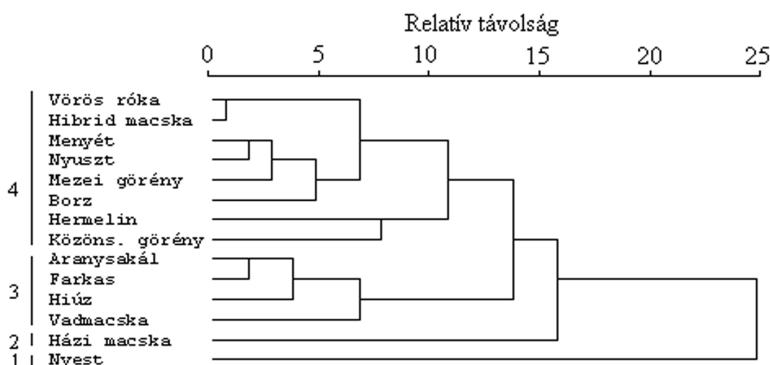 Relatív távolság
0 5 10 15 20 25
Vörös róka
Hibrid macska
Menyét
Nyuszt
Mezei görény
4 Borz
Hermelin
Közöns. görény
Aranysakál
Farkas
3 Hiúz
Vadmacska
2 Házi macska
1 Nyest